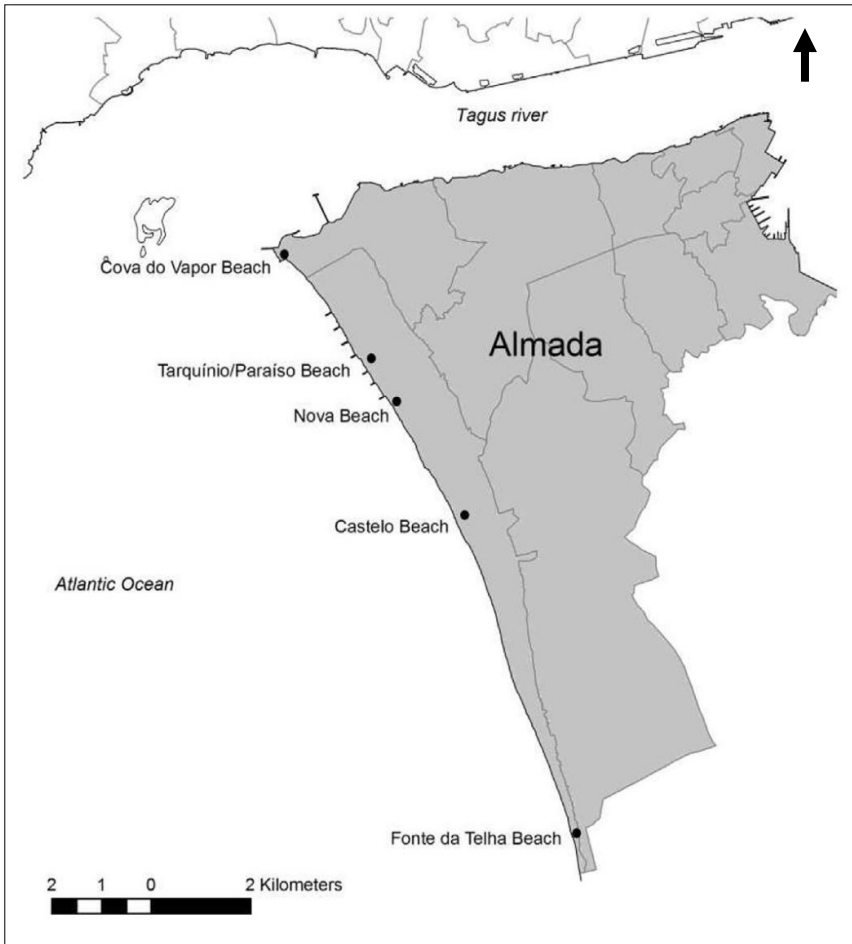 Tagus river
Cova do Vapor Beach
Almada
Tarquínio/Paraíso Beach
Nova Beach
Castelo Beach
Atlantic Ocean
Fonte da Telha Beach
2 1 0 2 Kilometers